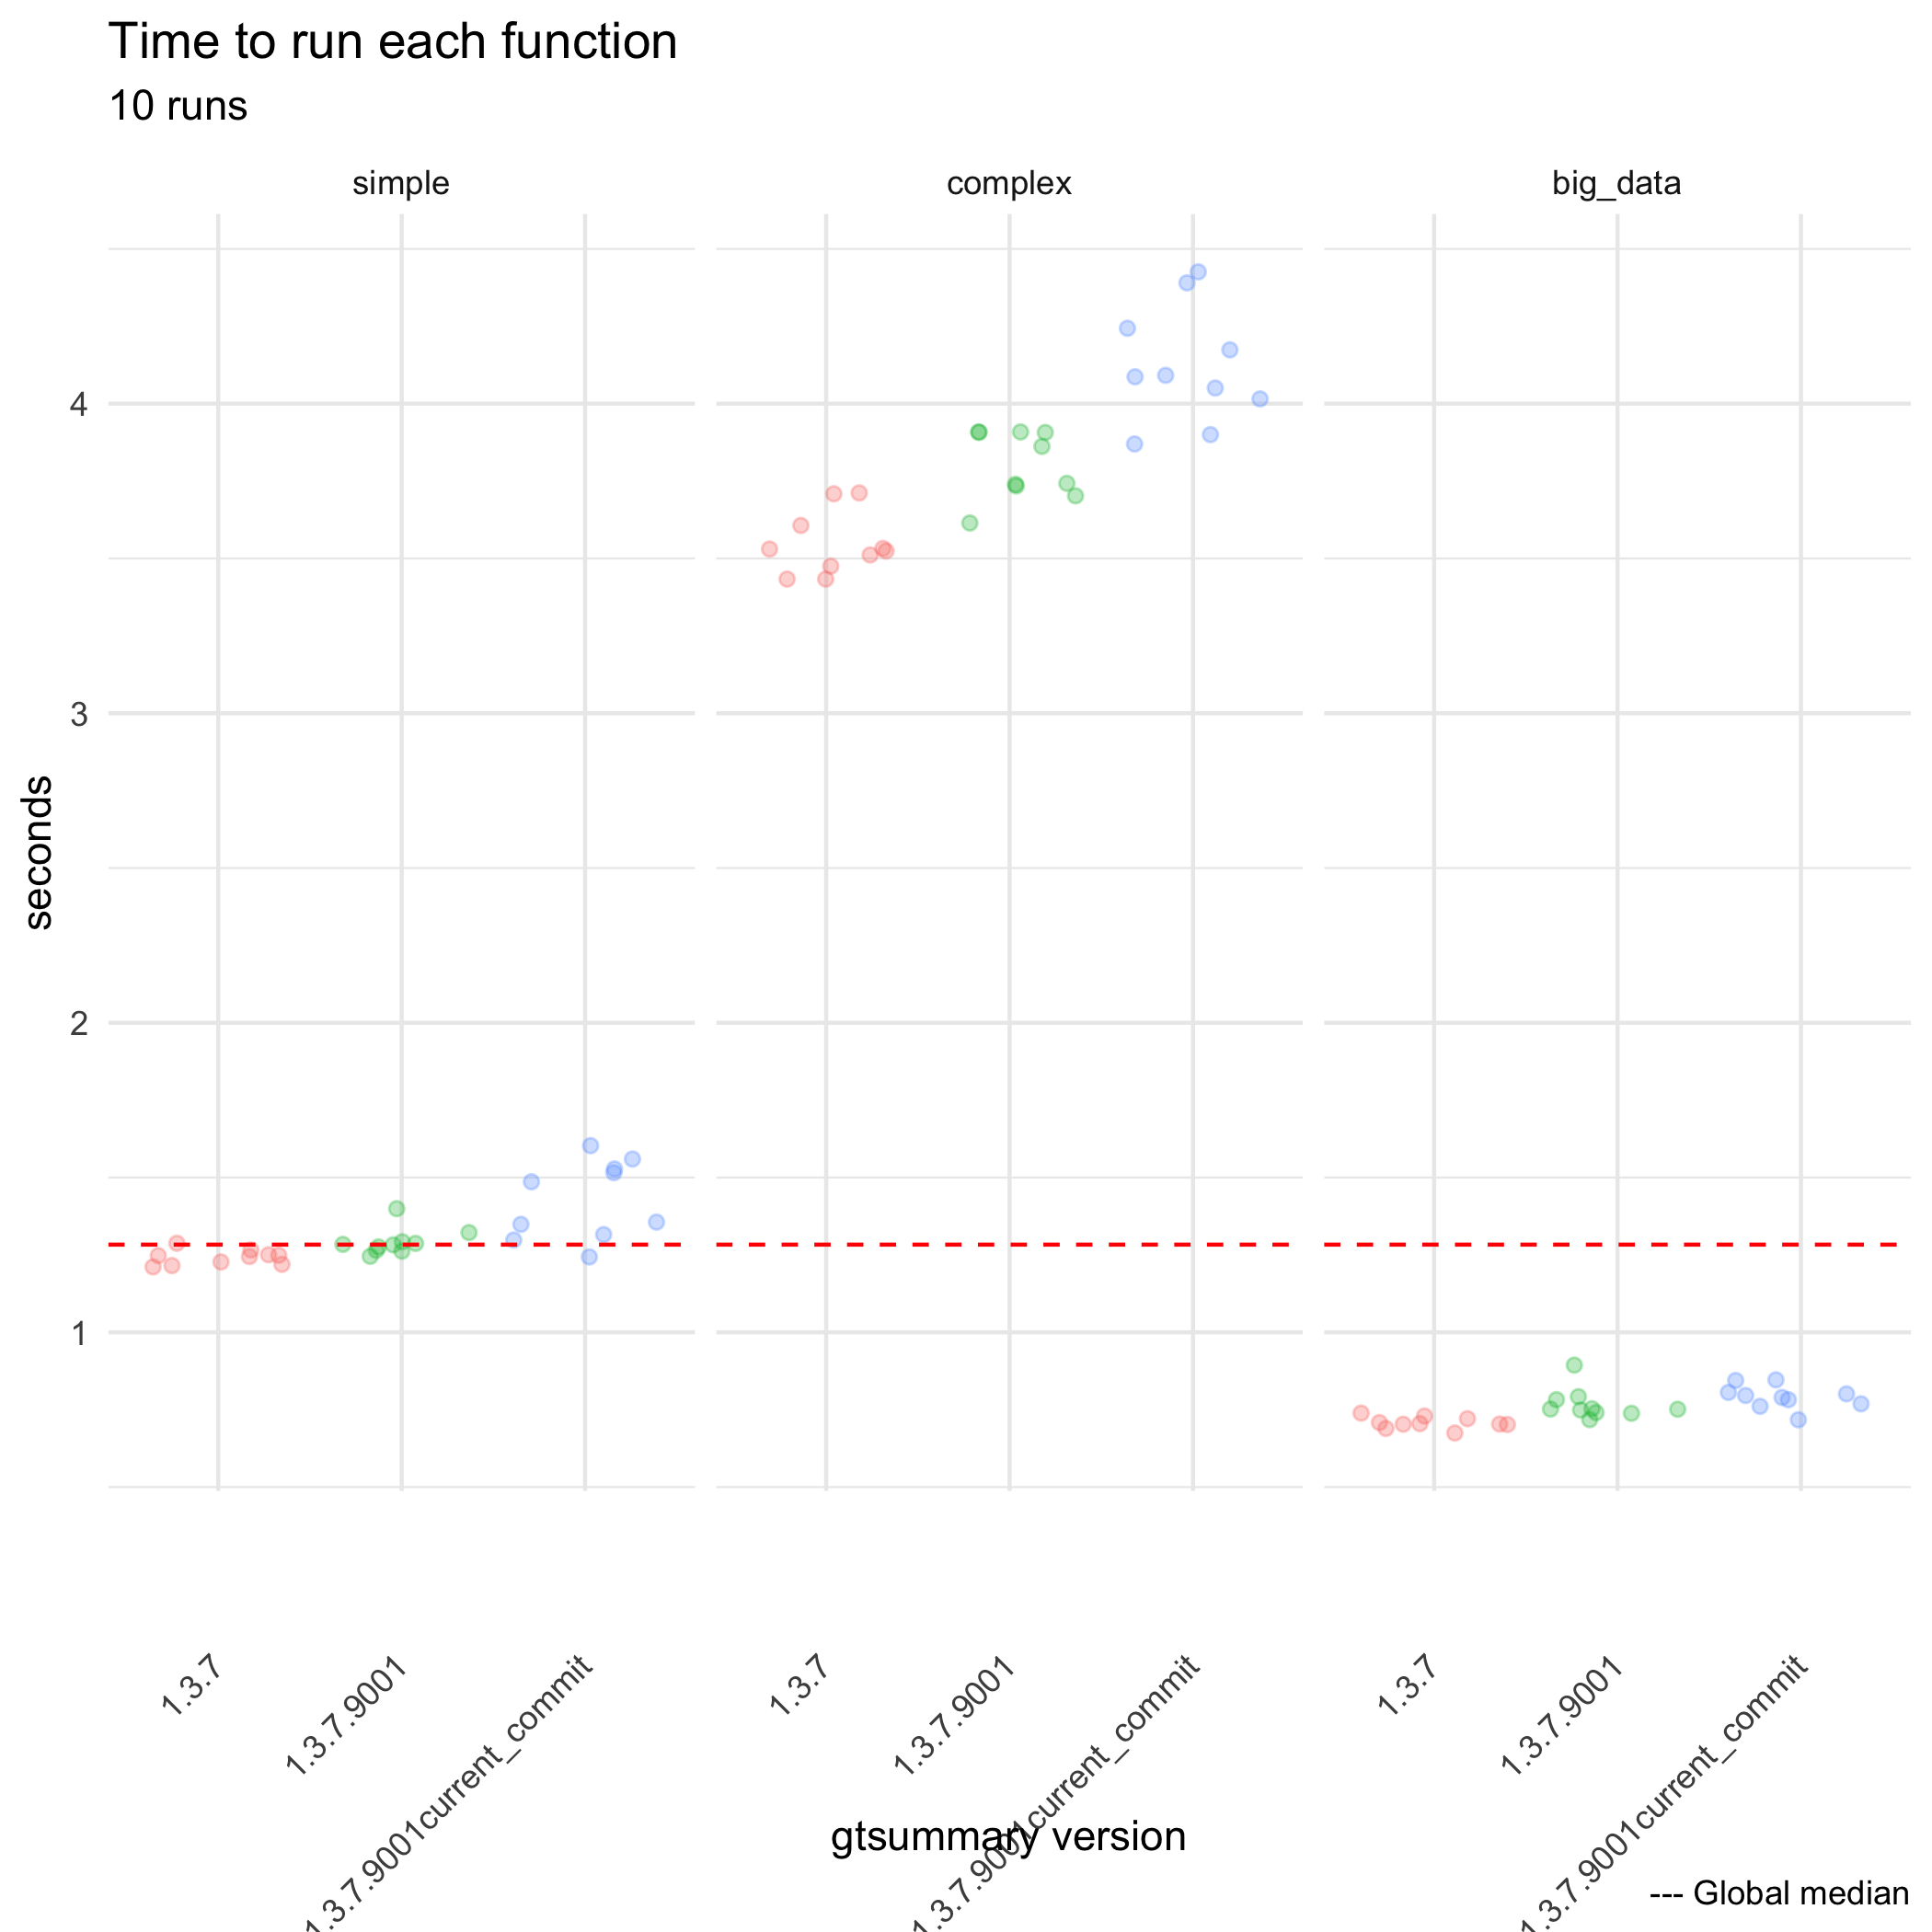 Time to run each function
10 runs
simple complex big_data
seconds
4
3
2
1
1.3.7
1.3.7.9001
1.3.7.9001current_commit
1.3.7
1.3.7.9001
1.3.7.9001current_commit
1.3.7
1.3.7.9001
1.3.7.9001current_commit
gtsummary version
--- Global median